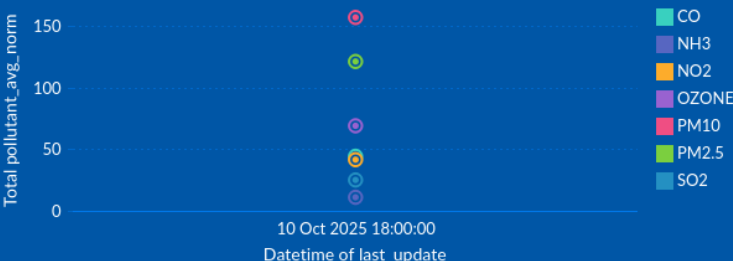 Total pollutant_avg_norm
150
100
50
0
10 Oct 2025 18:00:00
Datetime of last_update
CO
NH3
NO2
OZONE
PM10
PM2.5
SO2